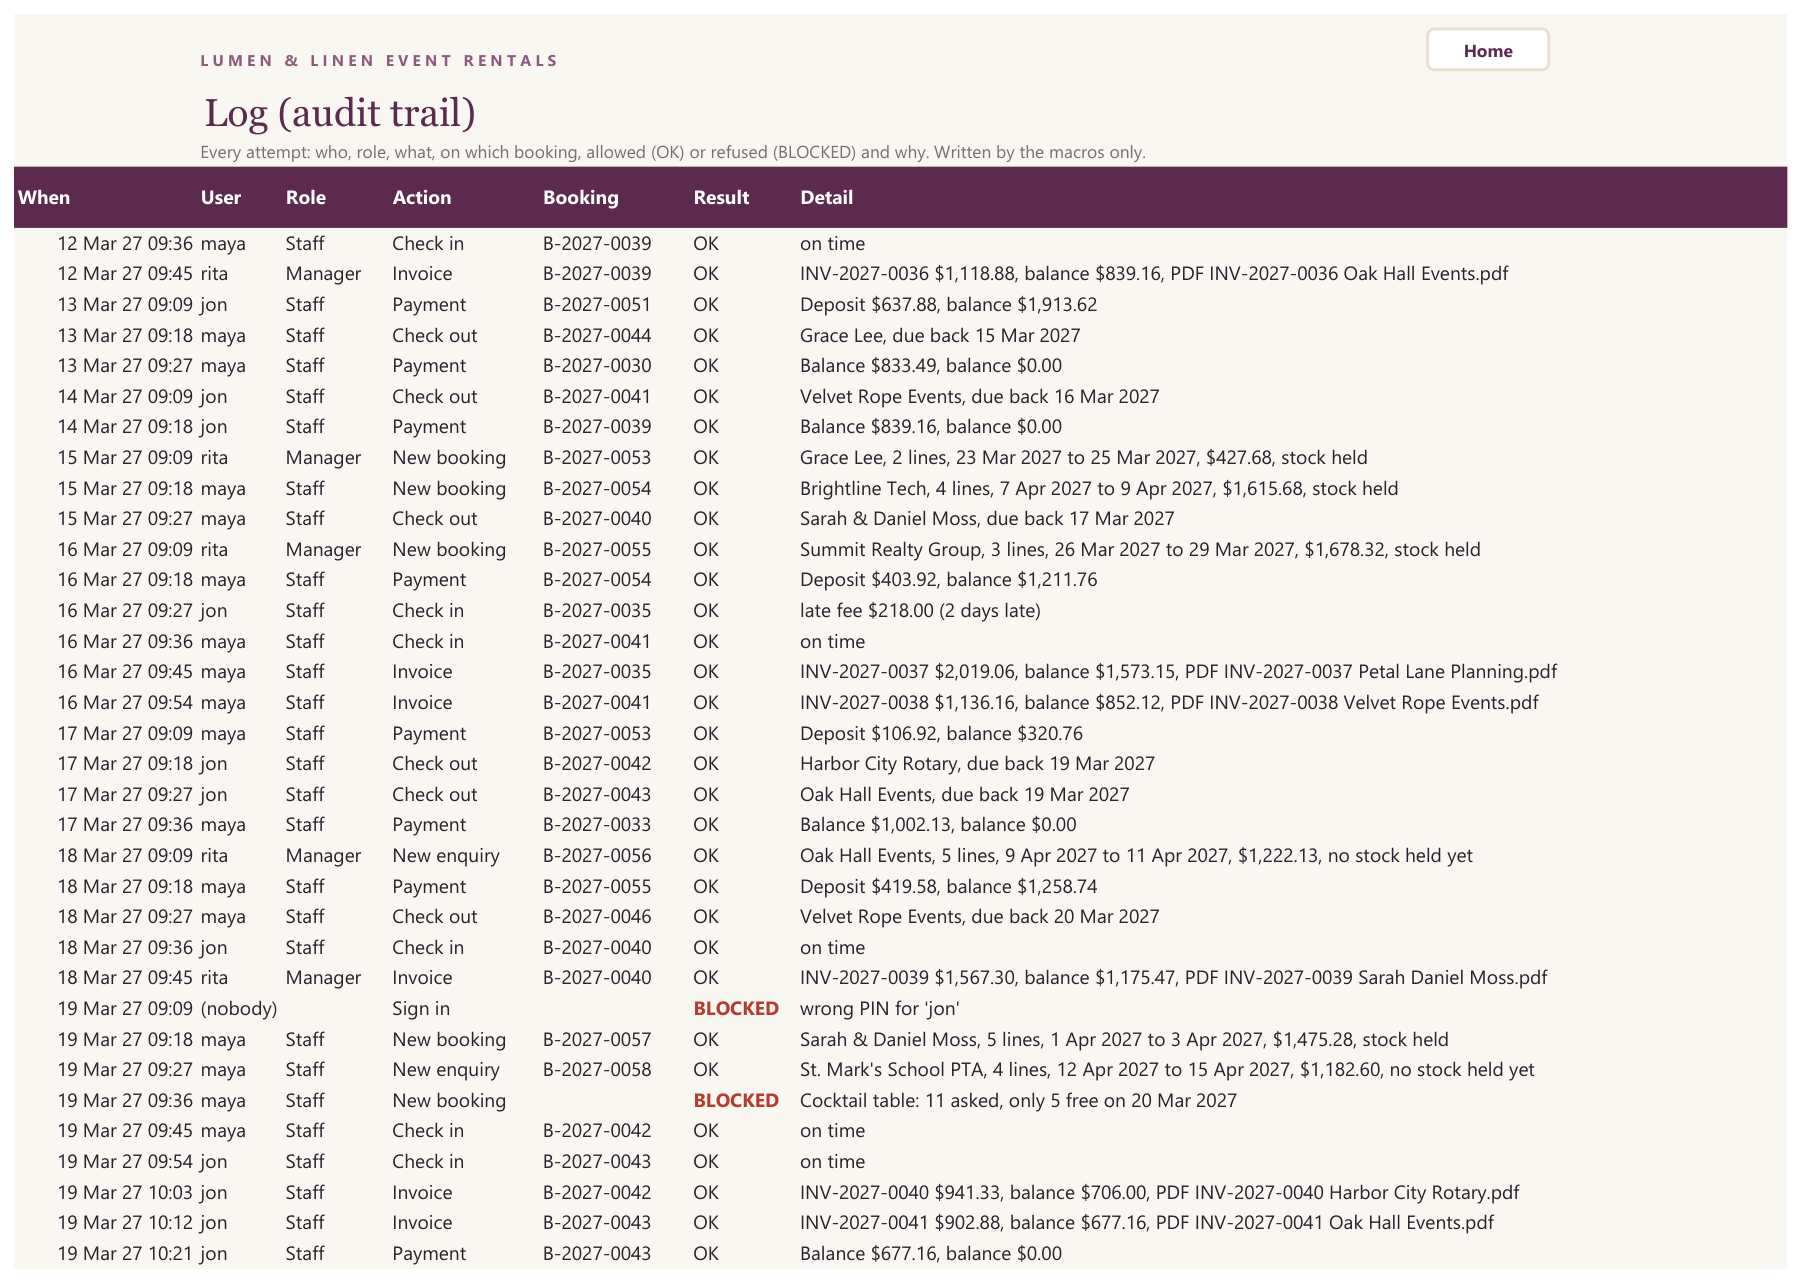 LUMEN & LINEN EVENT RENTALS
Home
Log (audit trail)
Every attempt: who, role, what, on which booking, allowed (OK) or refused (BLOCKED) and why. Written by the macros only.
When User Role Action Booking Result Detail
12 Mar 27 09:36 maya Staff Check in B-2027-0039 OK on time
12 Mar 27 09:45 rita Manager Invoice B-2027-0039 OK INV-2027-0036 $1,118.88, balance $839.16, PDF INV-2027-0036 Oak Hall Events.pdf
13 Mar 27 09:09 jon Staff Payment B-2027-0051 OK Deposit $637.88, balance $1,913.62
13 Mar 27 09:18 maya Staff Check out B-2027-0044 OK Grace Lee, due back 15 Mar 2027
13 Mar 27 09:27 maya Staff Payment B-2027-0030 OK Balance $833.49, balance $0.00
14 Mar 27 09:09 jon Staff Check out B-2027-0041 OK Velvet Rope Events, due back 16 Mar 2027
14 Mar 27 09:18 jon Staff Payment B-2027-0039 OK Balance $839.16, balance $0.00
15 Mar 27 09:09 rita Manager New booking B-2027-0053 OK Grace Lee, 2 lines, 23 Mar 2027 to 25 Mar 2027, $427.68, stock held
15 Mar 27 09:18 maya Staff New booking B-2027-0054 OK Brightline Tech, 4 lines, 7 Apr 2027 to 9 Apr 2027, $1,615.68, stock held
15 Mar 27 09:27 maya Staff Check out B-2027-0040 OK Sarah & Daniel Moss, due back 17 Mar 2027
16 Mar 27 09:09 rita Manager New booking B-2027-0055 OK Summit Realty Group, 3 lines, 26 Mar 2027 to 29 Mar 2027, $1,678.32, stock held
16 Mar 27 09:18 maya Staff Payment B-2027-0054 OK Deposit $403.92, balance $1,211.76
16 Mar 27 09:27 jon Staff Check in B-2027-0035 OK late fee $218.00 (2 days late)
16 Mar 27 09:36 maya Staff Check in B-2027-0041 OK on time
16 Mar 27 09:45 maya Staff Invoice B-2027-0035 OK INV-2027-0037 $2,019.06, balance $1,573.15, PDF INV-2027-0037 Petal Lane Planning.pdf
16 Mar 27 09:54 maya Staff Invoice B-2027-0041 OK INV-2027-0038 $1,136.16, balance $852.12, PDF INV-2027-0038 Velvet Rope Events.pdf
17 Mar 27 09:09 maya Staff Payment B-2027-0053 OK Deposit $106.92, balance $320.76
17 Mar 27 09:18 jon Staff Check out B-2027-0042 OK Harbor City Rotary, due back 19 Mar 2027
17 Mar 27 09:27 jon Staff Check out B-2027-0043 OK Oak Hall Events, due back 19 Mar 2027
17 Mar 27 09:36 maya Staff Payment B-2027-0033 OK Balance $1,002.13, balance $0.00
18 Mar 27 09:09 rita Manager New enquiry B-2027-0056 OK Oak Hall Events, 5 lines, 9 Apr 2027 to 11 Apr 2027, $1,222.13, no stock held yet
18 Mar 27 09:18 maya Staff Payment B-2027-0055 OK Deposit $419.58, balance $1,258.74
18 Mar 27 09:27 maya Staff Check out B-2027-0046 OK Velvet Rope Events, due back 20 Mar 2027
18 Mar 27 09:36 jon Staff Check in B-2027-0040 OK on time
18 Mar 27 09:45 rita Manager Invoice B-2027-0040 OK INV-2027-0039 $1,567.30, balance $1,175.47, PDF INV-2027-0039 Sarah Daniel Moss.pdf
19 Mar 27 09:09 (nobody) Sign in BLOCKED wrong PIN for 'jon'
19 Mar 27 09:18 maya Staff New booking B-2027-0057 OK Sarah & Daniel Moss, 5 lines, 1 Apr 2027 to 3 Apr 2027, $1,475.28, stock held
19 Mar 27 09:27 maya Staff New enquiry B-2027-0058 OK St. Mark's School PTA, 4 lines, 12 Apr 2027 to 15 Apr 2027, $1,182.60, no stock held yet
19 Mar 27 09:36 maya Staff New booking BLOCKED Cocktail table: 11 asked, only 5 free on 20 Mar 2027
19 Mar 27 09:45 maya Staff Check in B-2027-0042 OK on time
19 Mar 27 09:54 jon Staff Check in B-2027-0043 OK on time
19 Mar 27 10:03 jon Staff Invoice B-2027-0042 OK INV-2027-0040 $941.33, balance $706.00, PDF INV-2027-0040 Harbor City Rotary.pdf
19 Mar 27 10:12 jon Staff Invoice B-2027-0043 OK INV-2027-0041 $902.88, balance $677.16, PDF INV-2027-0041 Oak Hall Events.pdf
19 Mar 27 10:21 jon Staff Payment B-2027-0043 OK Balance $677.16, balance $0.00